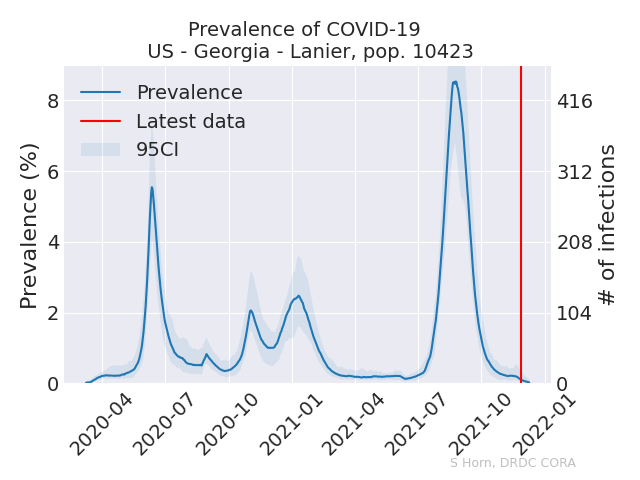 Prevalence of COVID-19
US - Georgia - Lanier, pop. 10423
Prevalence
Latest data
95CI
Prevalence (%)
8
6
4
2
0
# of infections
416
312
208
104
0
2020-04
2020-07
2020-10
2021-01
2021-04
2021-07
2021-10
2022-01
S Horn, DRDC CORA